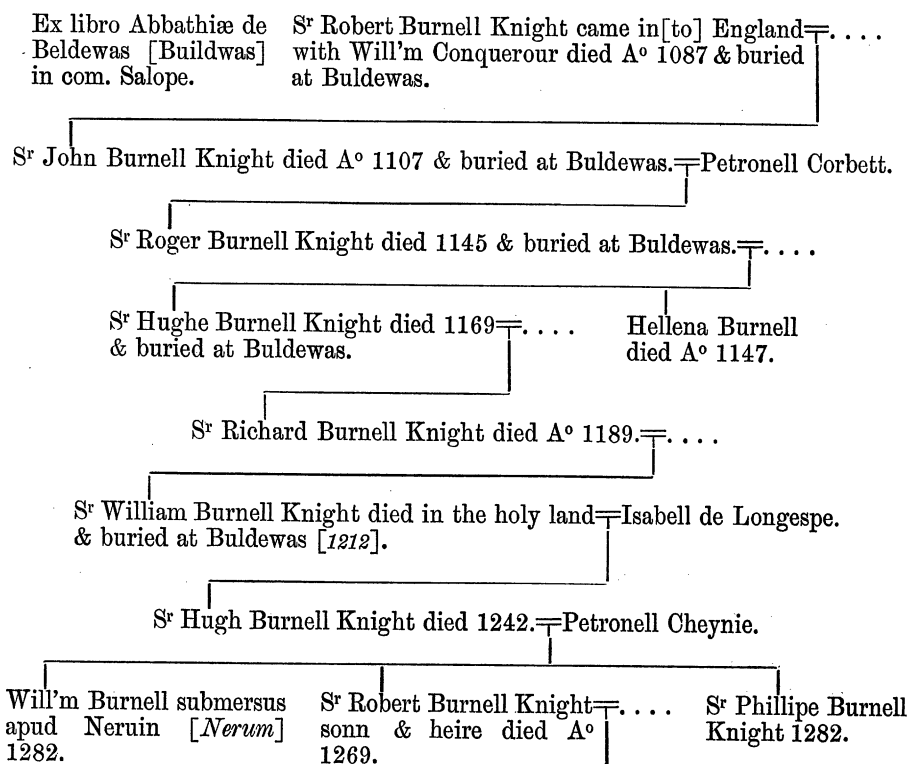 Ex libro Abbathiæ de
Beldewas [Buildwas]
in com. Salope.
Sr Robert Burnell Knight came in[to] England=. . . .
with Will'm Conquerour died Aº 1087 & buried
at Buldewas.
Sr John Burnell Knight died Aº 1107 & buried at Buldewas.=Petronell Corbett.
Sr Roger Burnell Knight died 1145 & buried at Buldewas.=. . . .
Sr Hughe Burnell Knight died 1169=. . . .
& buried at Buldewas.
Hellena Burnell
died Aº 1147.
Sr Richard Burnell Knight died Aº 1189.=. . . .
Sr William Burnell Knight died in the holy land=Isabell de Longespe.
& buried at Buldewas [1212].
Sr Hugh Burnell Knight died 1242.=Petronell Cheynie.
Will'm Burnell submersus
apud Neruin [Nerum]
1282.
Sr Robert Burnell Knight=. . . .
sonn & heire died Aº
1269.
Sr Phillipe Burnell
Knight 1282.